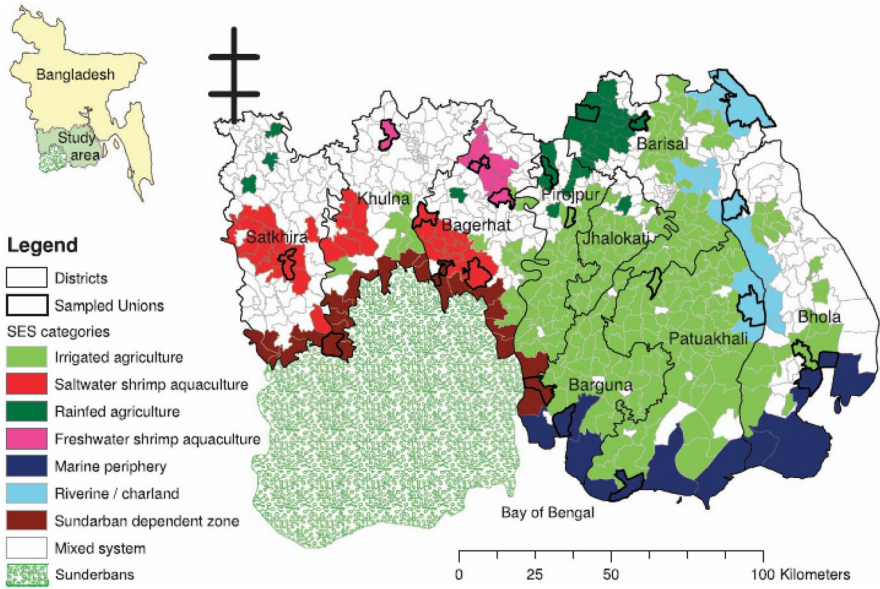 Bangladesh
Study
area
Barisal
Khulna
Pirojpur
Satkhira
Bagerhat
Jhalokati
Bhola
Patuakhali
Barguna
Bay of Bengal
Legend
Districts
Sampled Unions
SES categories
Irrigated agriculture
Saltwater shrimp aquaculture
Rainfed agriculture
Freshwater shrimp aquaculture
Marine periphery
Riverine / charland
Sundarban dependent zone
Mixed system
Sunderbans
0 25 50 100 Kilometers